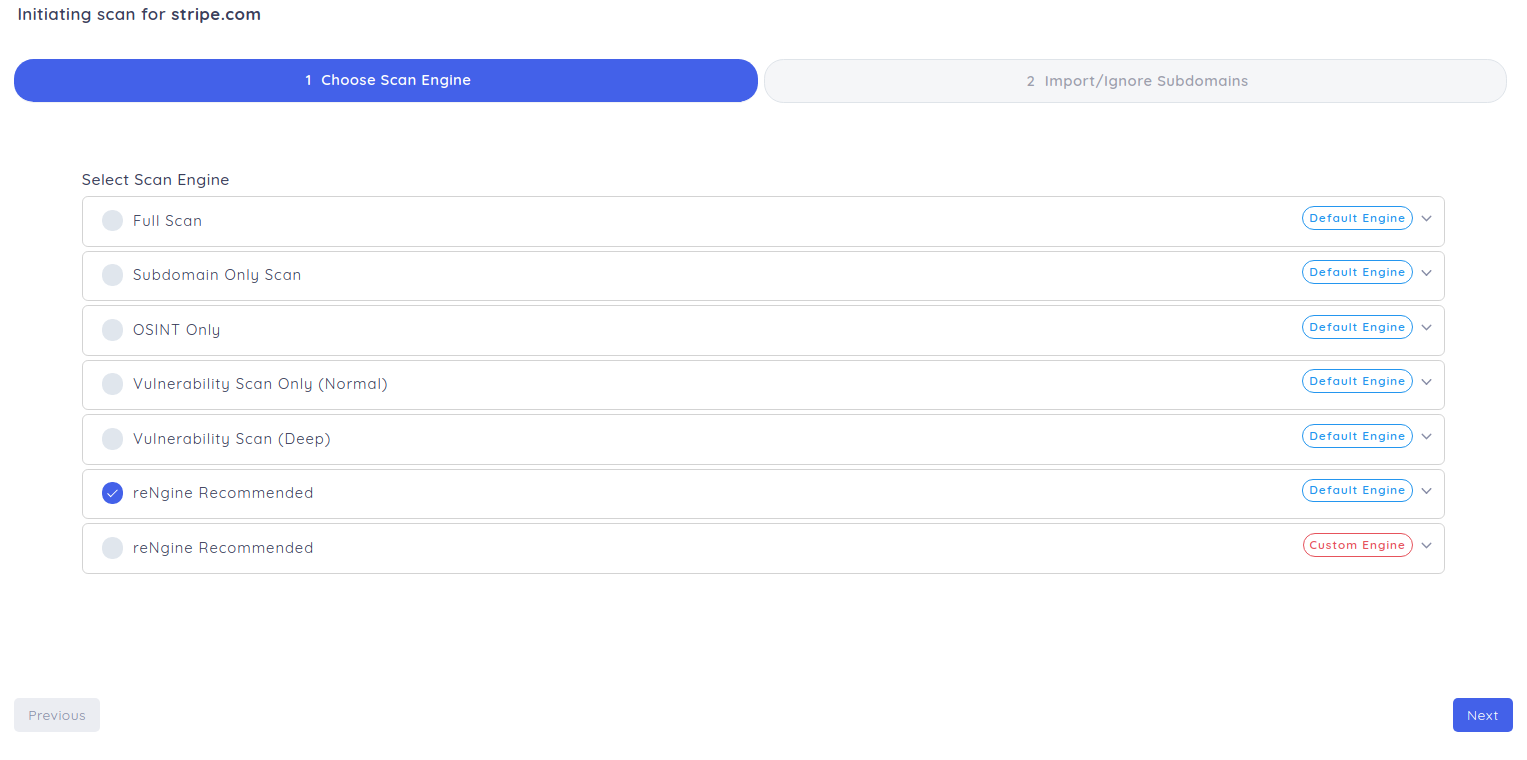 Initiating scan for stripe.com
1 Choose Scan Engine
2 Import/Ignore Subdomains
Select Scan Engine
Full Scan Default Engine
Subdomain Only Scan Default Engine
OSINT Only Default Engine
Vulnerability Scan Only (Normal) Default Engine
Vulnerability Scan (Deep) Default Engine
reNgine Recommended Default Engine
reNgine Recommended Custom Engine
Previous Next